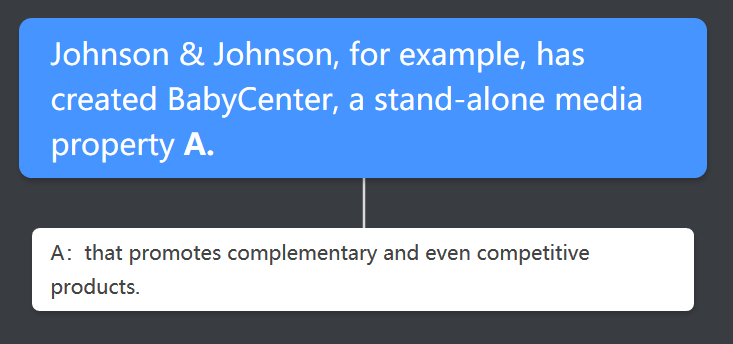 Johnson & Johnson, for example, has
created BabyCenter, a stand-alone media
property A.
A：that promotes complementary and even competitive
products.